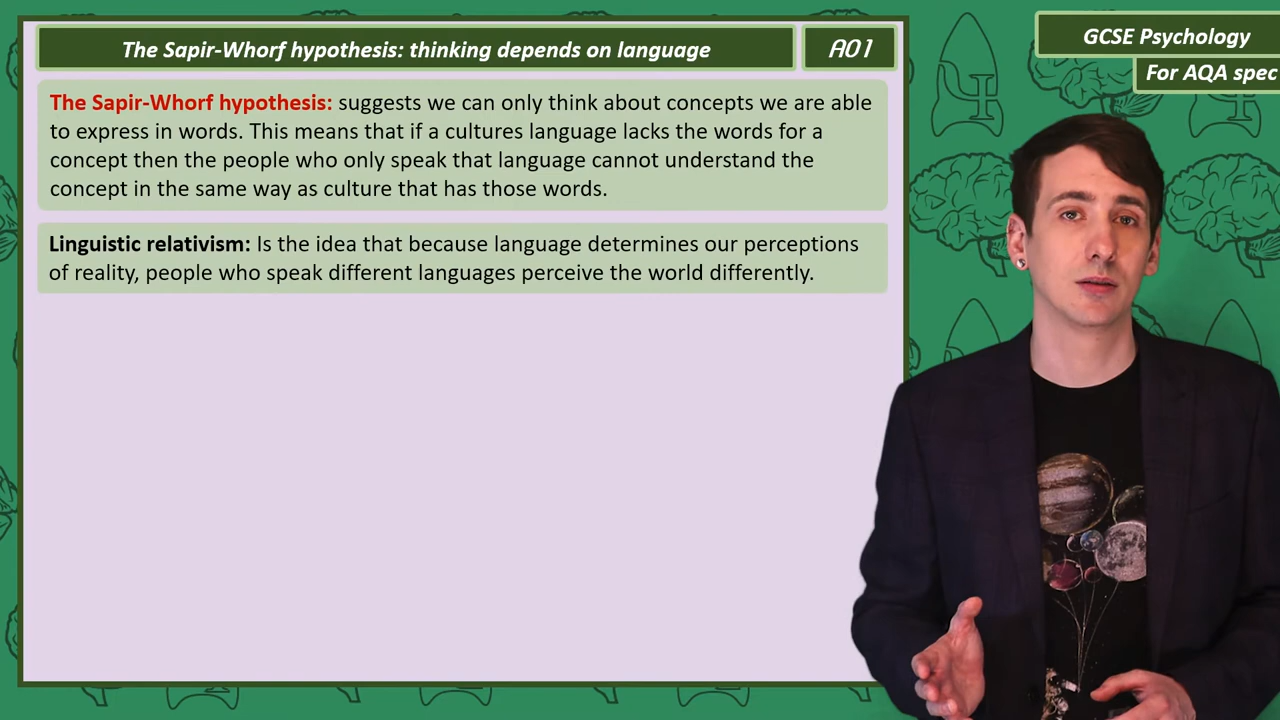 The Sapir-Whorf hypothesis: thinking depends on language
AO1
GCSE Psychology
For AQA spec
The Sapir-Whorf hypothesis: suggests we can only think about concepts we are able
to express in words. This means that if a cultures language lacks the words for a
concept then the people who only speak that language cannot understand the
concept in the same way as culture that has those words.
Linguistic relativism: Is the idea that because language determines our perceptions
of reality, people who speak different languages perceive the world differently.